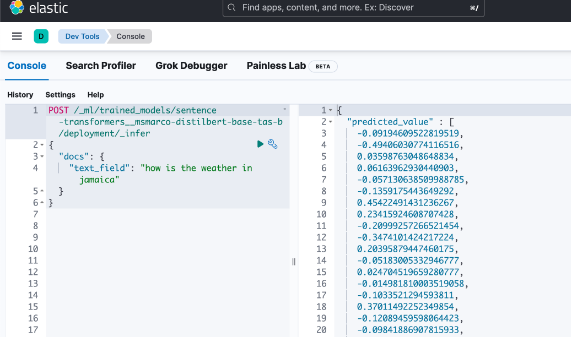 elastic
Find apps, content, and more. Ex: Discover
⌘/
D
Dev Tools
Console
Console
Search Profiler
Grok Debugger
Painless Lab
BETA
History
Settings
Help
1 POST /_ml/trained_models/sentence
-transformers__msmarco-distilbert-base-tas-b
/deployment/_infer
2 {
3 "docs": {
4 "text_field": "how is the weather in
jamaica"
5 }
6 }
7
8
9
10
11
12
13
14
15
16
17
1 {
2 "predicted_value" : [
3 -0.09194609522819519,
4 -0.49406030774116516,
5 0.03598763048648834,
6 0.06163962930440903,
7 -0.057130638509988785,
8 -0.1359175443649292,
9 0.45422491431236267,
10 0.23415924608707428,
11 -0.20999257266521454,
12 -0.3474101424217224,
13 0.20395879447460175,
14 -0.05183005332946777,
15 0.024704519659280777,
16 -0.014981810003519058,
17 -0.1033521294593811,
18 0.37011492252349854,
19 -0.12089459598064423,
20 -0.09841886907815933,